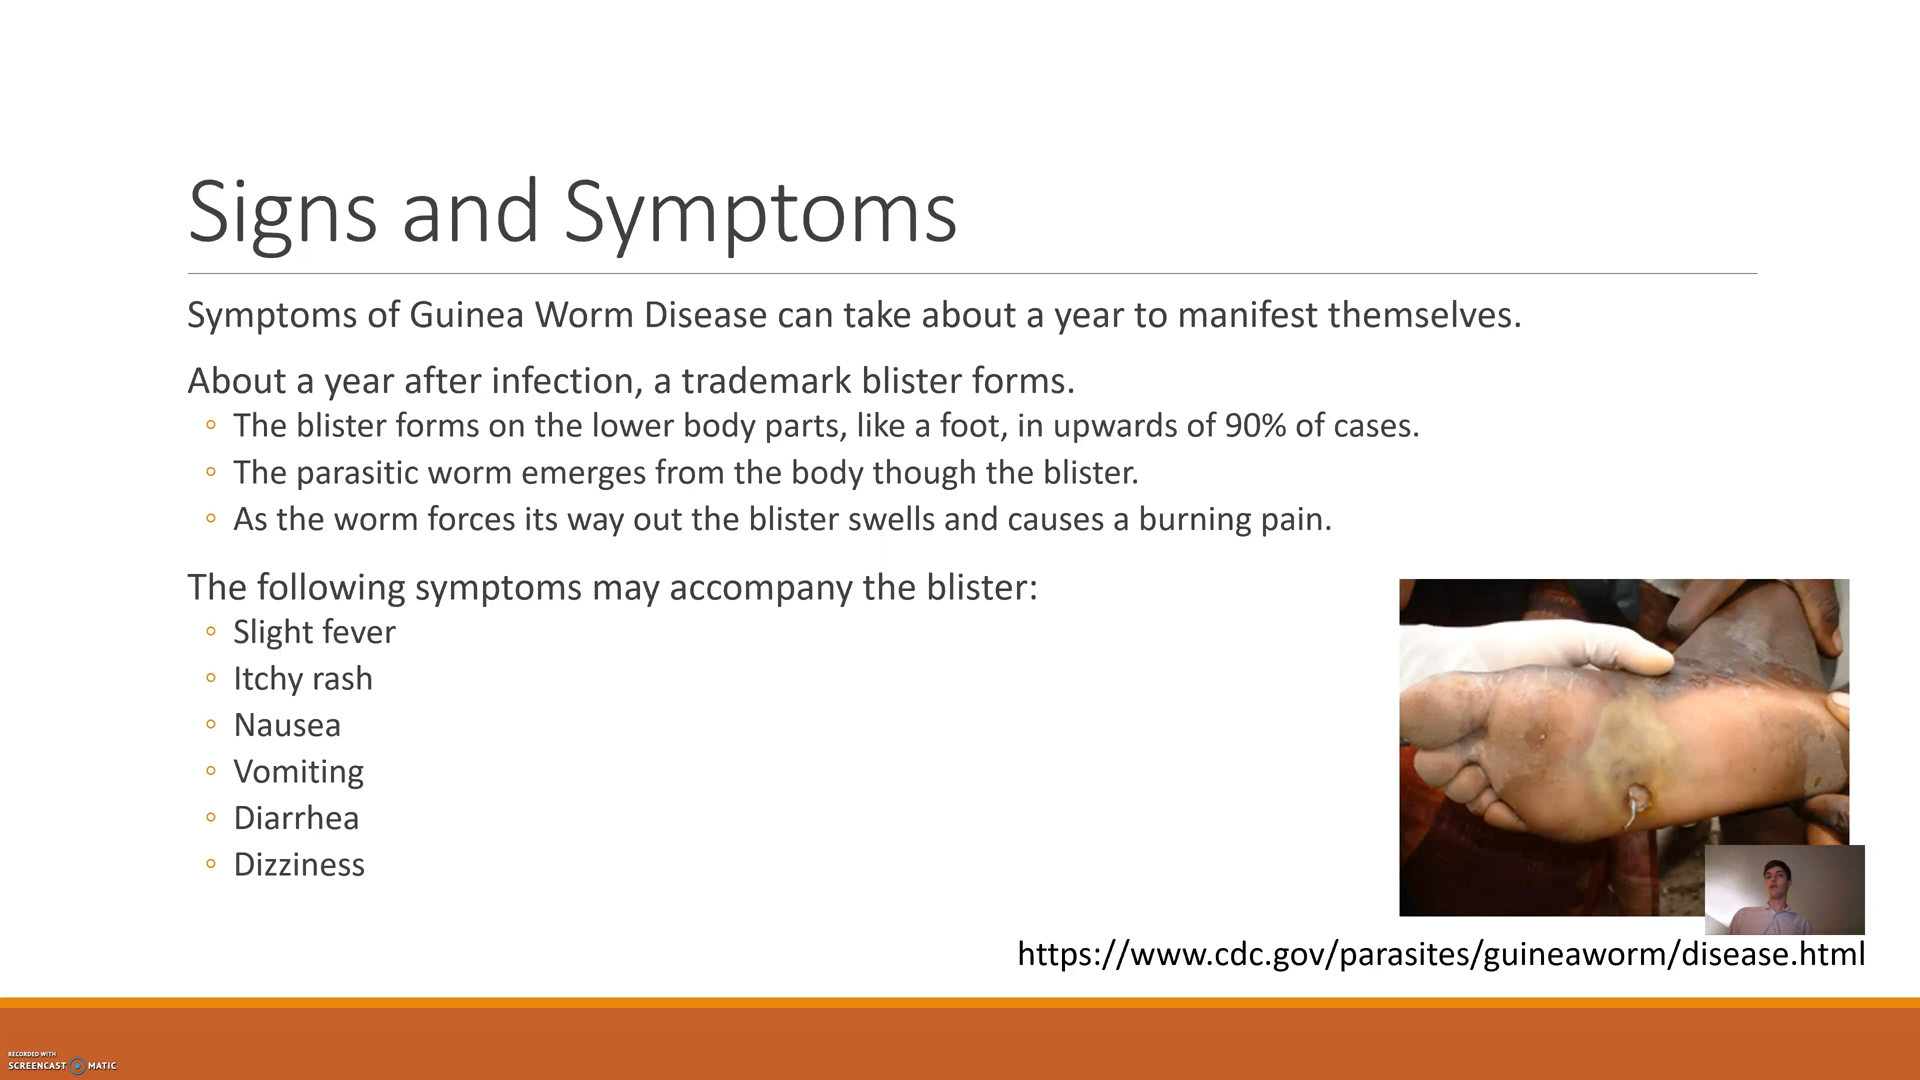 Signs and Symptoms
Symptoms of Guinea Worm Disease can take about a year to manifest themselves.
About a year after infection, a trademark blister forms.
◦ The blister forms on the lower body parts, like a foot, in upwards of 90% of cases.
◦ The parasitic worm emerges from the body though the blister.
◦ As the worm forces its way out the blister swells and causes a burning pain.
The following symptoms may accompany the blister:
◦ Slight fever
◦ Itchy rash
◦ Nausea
◦ Vomiting
◦ Diarrhea
◦ Dizziness
https://www.cdc.gov/parasites/guineaworm/disease.html
RECORDED WITH
SCREENCAST MATIC